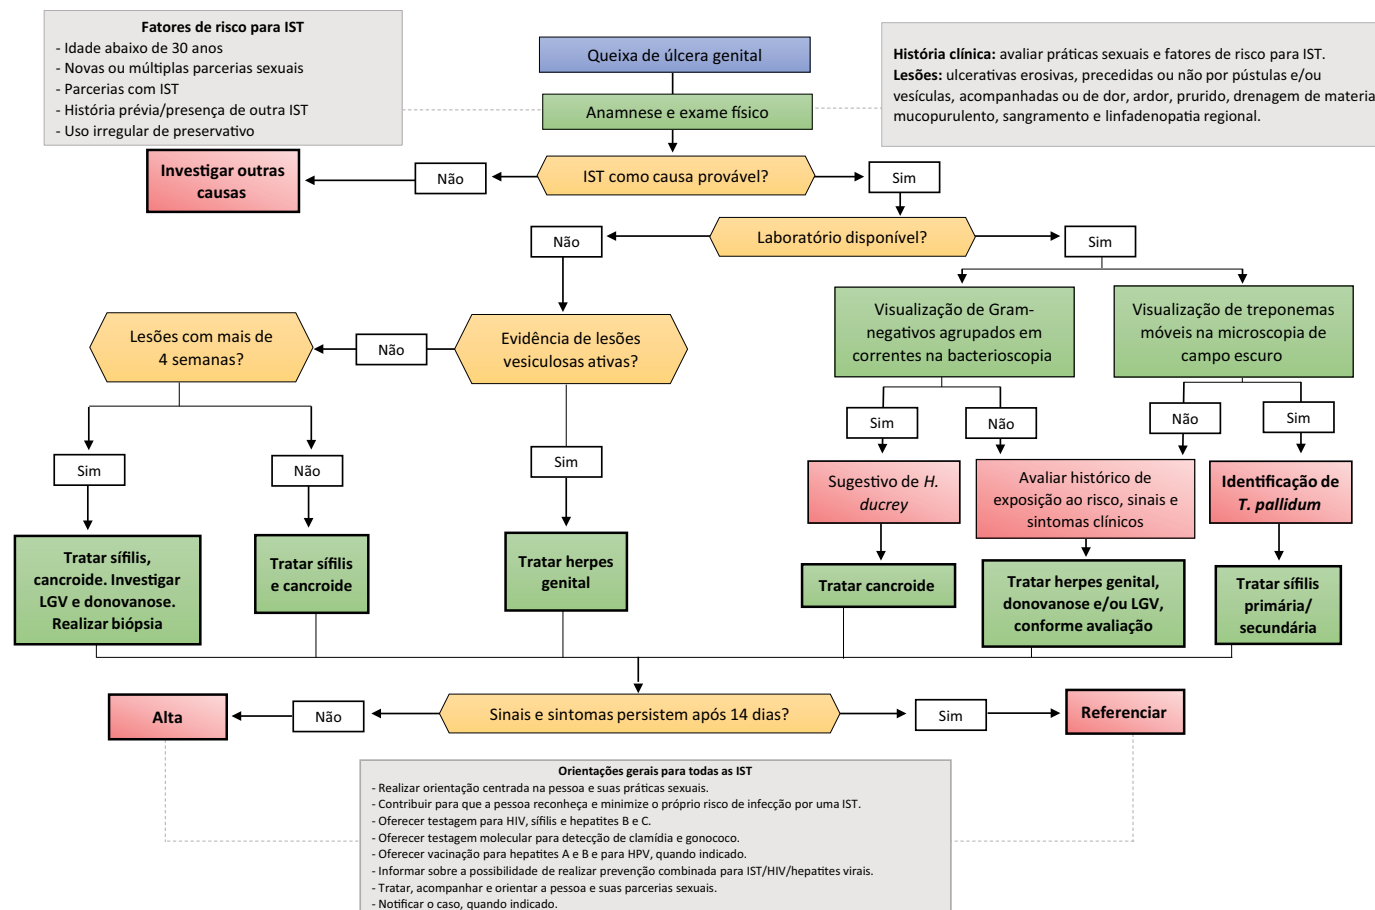 Fatores de risco para IST
- Idade abaixo de 30 anos
- Novas ou múltiplas parcerias sexuais
- Parcerias com IST
- História prévia/presença de outra IST
- Uso irregular de preservativo
Queixa de úlcera genital
Anamnese e exame físico
História clínica: avaliar práticas sexuais e fatores de risco para IST.
Lesões: ulcerativas erosivas, precedidas ou não por pústulas e/ou
vesículas, acompanhadas ou de dor, ardor, prurido, drenagem de materia
mucopurulento, sangramento e linfadenopatia regional.
Investigar outras
causas
Não
IST como causa provável?
Sim
Não
Laboratório disponível?
Sim
Lesões com mais de
4 semanas?
Não
Evidência de lesões
vesiculosas ativas?
Visualização de Gram-
negativos agrupados em
correntes na bacterioscopia
Visualização de treponemas
móveis na microscopia de
campo escuro
Sim
Não
Sim
Sim
Não
Não
Sim
Sugestivo de H.
ducrey
Avaliar histórico de
exposição ao risco, sinais e
sintomas clínicos
Identificação de
T. pallidum
Tratar sífilis,
cancroide. Investigar
LGV e donovanose.
Realizar biópsia
Tratar sífilis
e cancroide
Tratar herpes
genital
Tratar cancroide
Tratar herpes genital,
donovanose e/ou LGV,
conforme avaliação
Tratar sífilis
primária/
secundária
Alta
Não
Sinais e sintomas persistem após 14 dias?
Sim
Referenciar
Orientações gerais para todas as IST
- Realizar orientação centrada na pessoa e suas práticas sexuais.
- Contribuir para que a pessoa reconheça e minimize o próprio risco de infecção por uma IST.
- Oferecer testagem para HIV, sífilis e hepatites B e C.
- Oferecer testagem molecular para detecção de clamídia e gonococo.
- Oferecer vacinação para hepatites A e B e para HPV, quando indicado.
- Informar sobre a possibilidade de realizar prevenção combinada para IST/HIV/hepatites virais.
- Tratar, acompanhar e orientar a pessoa e suas parcerias sexuais.
- Notificar o caso, quando indicado.